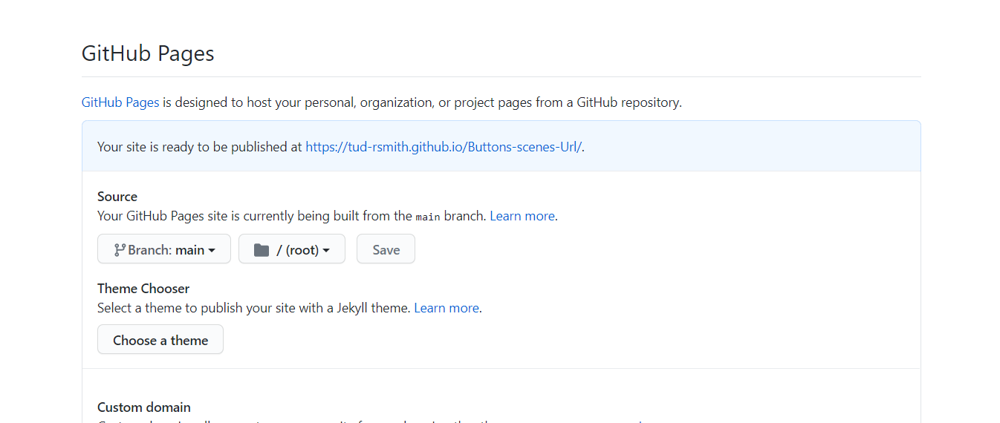 GitHub Pages
GitHub Pages is designed to host your personal, organization, or project pages from a GitHub repository.
Your site is ready to be published at https://tud-rsmith.github.io/Buttons-scenes-Url/.
Source
Your GitHub Pages site is currently being built from the main branch. Learn more.
Branch: main / (root) Save
Theme Chooser
Select a theme to publish your site with a Jekyll theme. Learn more.
Choose a theme
Custom domain